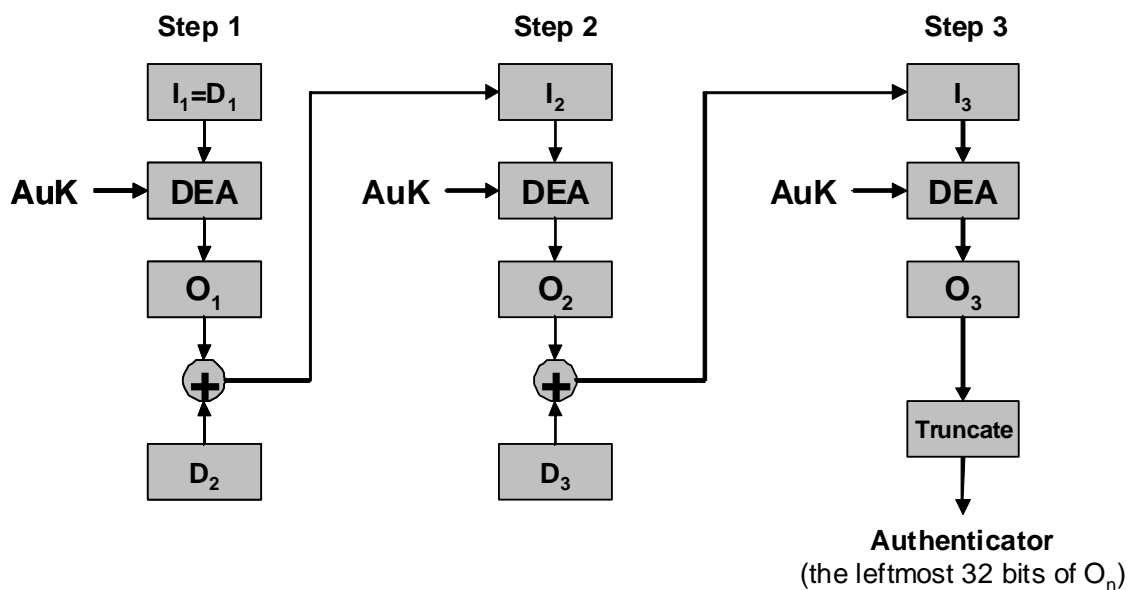 Step 1
Step 2
Step 3
I₁=D₁
I₂
I₃
AuK
DEA
AuK
DEA
AuK
DEA
O₁
O₂
O₃
+
+
Truncate
D₂
D₃
Authenticator
(the leftmost 32 bits of Oₙ)